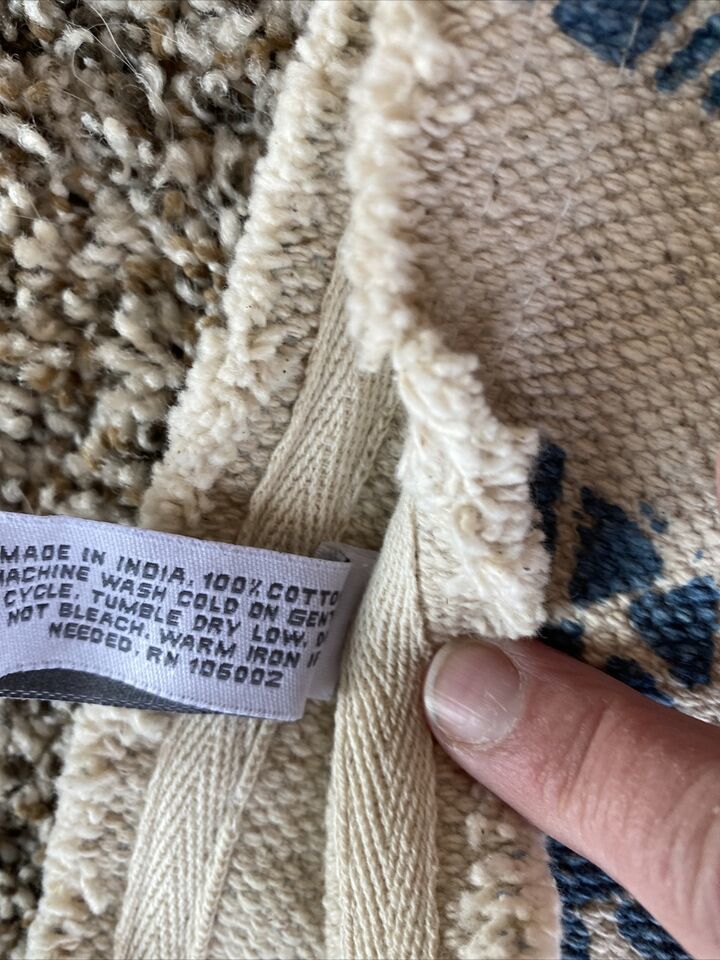 MADE IN INDIA. 100% COTTO
MACHINE WASH COLD ON GENT
CYCLE. TUMBLE DRY LOW. D
NOT BLEACH. WARM IRON IF
NEEDED. RN 106002